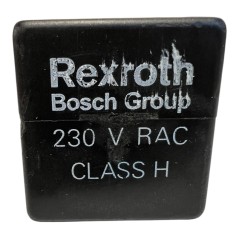 Rexroth
Bosch Group
230 V RAC
CLASS H